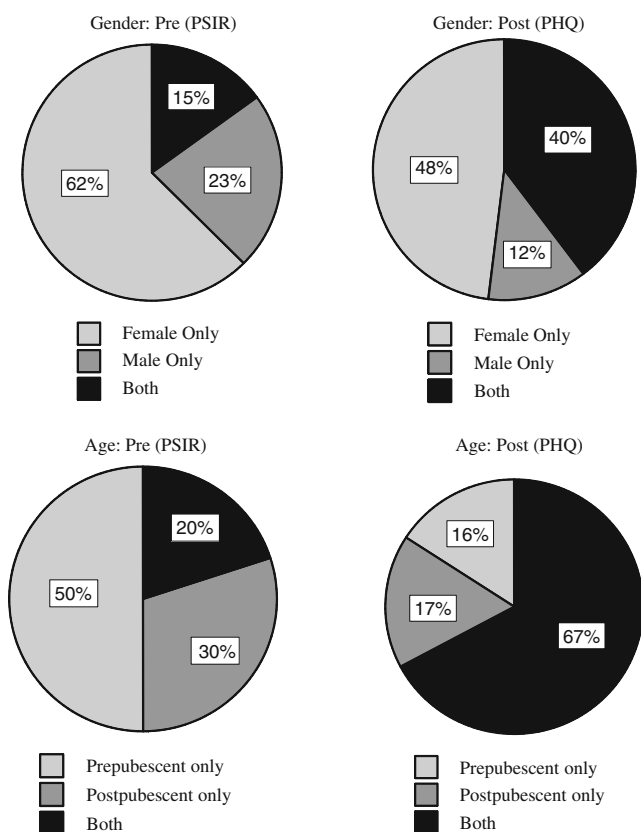 Gender: Pre (PSIR)
15%
62%
23%
Female Only
Male Only
Both
Gender: Post (PHQ)
40%
48%
12%
Female Only
Male Only
Both
Age: Pre (PSIR)
20%
50%
30%
Prepubescent only
Postpubescent only
Both
Age: Post (PHQ)
16%
17%
67%
Prepubescent only
Postpubescent only
Both